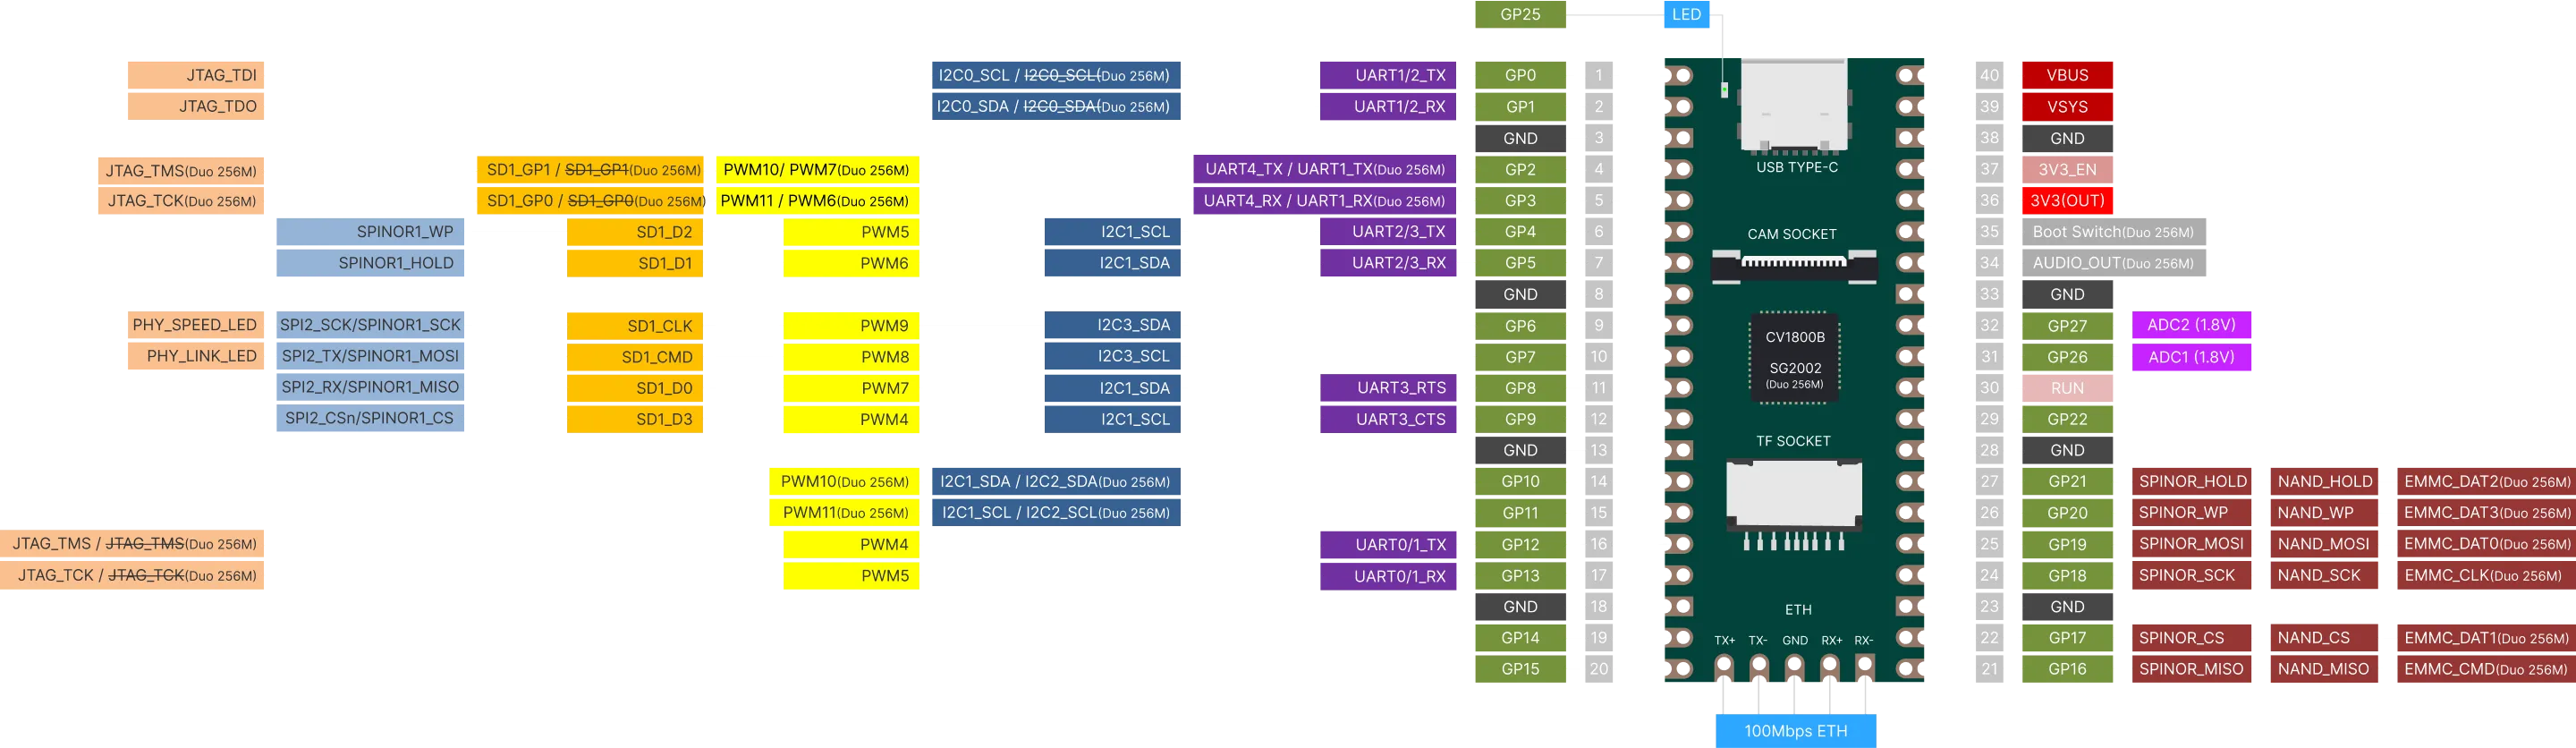 GP25 LED
JTAG_TDI I2C0_SCL / I2C0_SCL(Duo 256M) UART1/2_TX GP0 1 40 VBUS
JTAG_TDO I2C0_SDA / I2C0_SDA(Duo 256M) UART1/2_RX GP1 2 39 VSYS
GND 3 38 GND
JTAG_TMS(Duo 256M) SD1_GP1 / SD1_GP1(Duo 256M) PWM10/ PWM7(Duo 256M) UART4_TX / UART1_TX(Duo 256M) GP2 4 USB TYPE-C 37 3V3_EN
JTAG_TCK(Duo 256M) SD1_GP0 / SD1_GP0(Duo 256M) PWM11 / PWM6(Duo 256M) UART4_RX / UART1_RX(Duo 256M) GP3 5 36 3V3(OUT)
SPINOR1_WP SD1_D2 PWM5 I2C1_SCL UART2/3_TX GP4 6 CAM SOCKET 35 Boot Switch(Duo 256M)
SPINOR1_HOLD SD1_D1 PWM6 I2C1_SDA UART2/3_RX GP5 7 34 AUDIO_OUT(Duo 256M)
GND 8 33 GND
PHY_SPEED_LED SPI2_SCK/SPINOR1_SCK SD1_CLK PWM9 I2C3_SDA GP6 9 CV1800B 32 GP27 ADC2 (1.8V)
PHY_LINK_LED SPI2_TX/SPINOR1_MOSI SD1_CMD PWM8 I2C3_SCL GP7 10 SG2002 31 GP26 ADC1 (1.8V)
SPI2_RX/SPINOR1_MISO SD1_D0 PWM7 I2C1_SDA UART3_RTS GP8 11 (Duo 256M) 30 RUN
SPI2_CSn/SPINOR1_CS SD1_D3 PWM4 I2C1_SCL UART3_CTS GP9 12 29 GP22
GND 13 TF SOCKET 28 GND
PWM10(Duo 256M) I2C1_SDA / I2C2_SDA(Duo 256M) GP10 14 27 GP21 SPINOR_HOLD NAND_HOLD EMMC_DAT2(Duo 256M)
PWM11(Duo 256M) I2C1_SCL / I2C2_SCL(Duo 256M) GP11 15 26 GP20 SPINOR_WP NAND_WP EMMC_DAT3(Duo 256M)
JTAG_TMS / JTAG_TMS(Duo 256M) PWM4 UART0/1_TX GP12 16 25 GP19 SPINOR_MOSI NAND_MOSI EMMC_DAT0(Duo 256M)
JTAG_TCK / JTAG_TCK(Duo 256M) PWM5 UART0/1_RX GP13 17 24 GP18 SPINOR_SCK NAND_SCK EMMC_CLK(Duo 256M)
GND 18 ETH 23 GND
GP14 19 TX+ TX- GND RX+ RX- 22 GP17 SPINOR_CS NAND_CS EMMC_DAT1(Duo 256M)
GP15 20 21 GP16 SPINOR_MISO NAND_MISO EMMC_CMD(Duo 256M)
100Mbps ETH